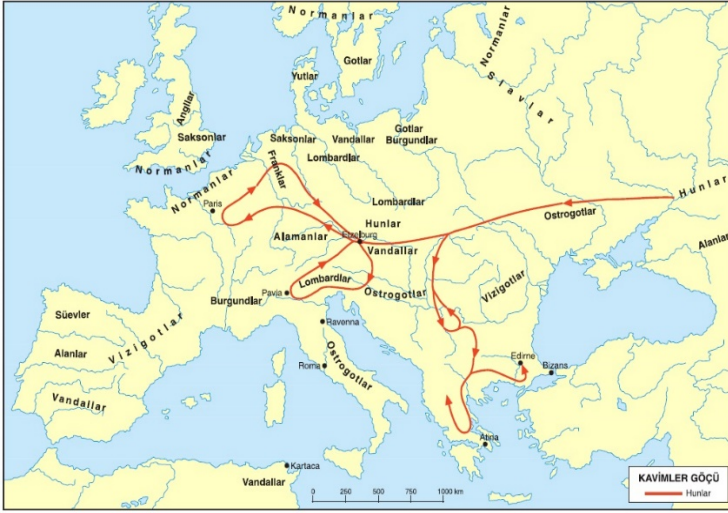 Normanlar
Normanlar
Gotlar
Yutlar
Slavlar
Angllar
Saksonlar
Saksonlar
Vandallar
Gotlar
Burgundlar
Normanlar
Lombardlar
Franklar
Normanlar
Lombardlar
Hunlar
Paris
Ostrogotlar
Hunlar
Alamanlar
Vandallar
Alanlar
Lombardlar
Pavia
Ostrogotlar
Vizigotlar
Burgundlar
Süevler
Ravenna
Vizigotlar
Alanlar
Roma
Ostrogotlar
Edirne
Bizans
Vandallar
Atina
Kartaca
Vandallar
0 250 500 750 1000 km
KAVİMLER GÖÇÜ
Hunlar